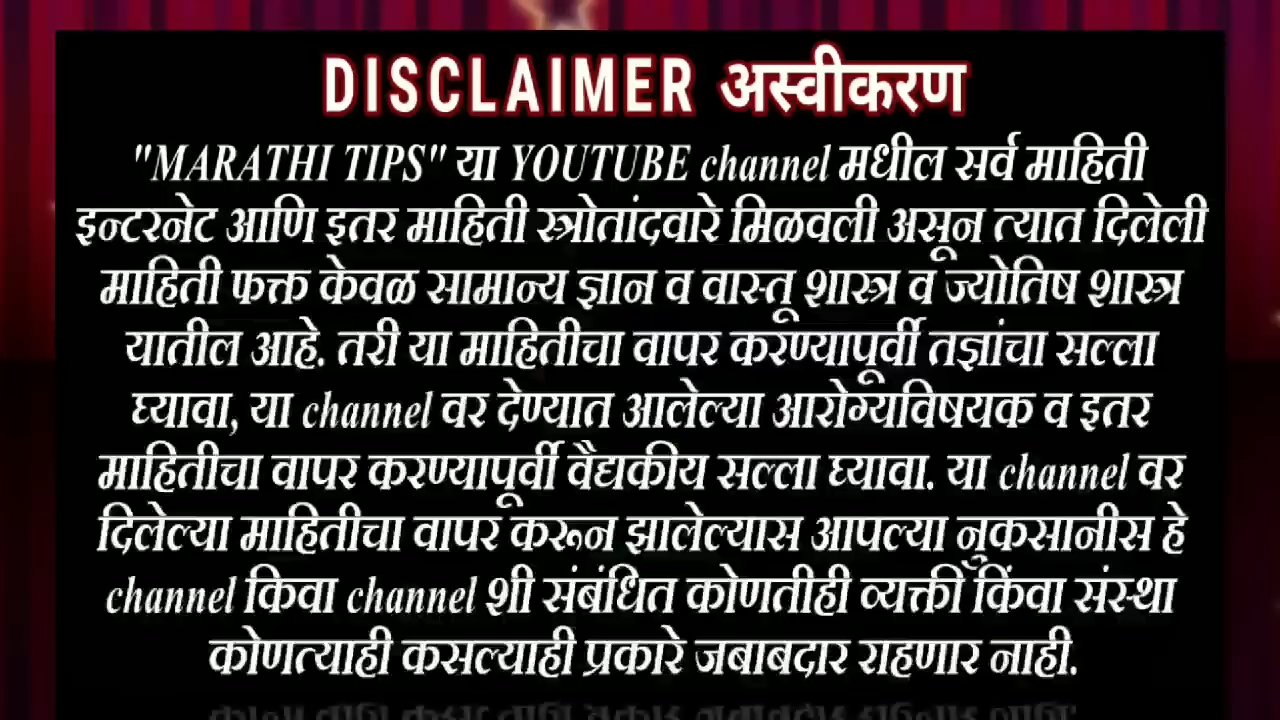 DISCLAIMER अस्वीकरण
"MARATHI TIPS" या YOUTUBE channel मधील सर्व माहिती
इन्टरनेट आणि इतर माहिती स्त्रोतांदवारे मिळवली असून त्यात दिलेली
माहिती फक्त केवळ सामान्य ज्ञान व वास्तू शास्त्र व ज्योतिष शास्त्र
यातील आहे. तरी या माहितीचा वापर करण्यापूर्वी तज्ञांचा सल्ला
घ्यावा, या channel वर देण्यात आलेल्या आरोग्यविषयक व इतर
माहितीचा वापर करण्यापूर्वी वैद्यकीय सल्ला घ्यावा. या channel वर
दिलेल्या माहितीचा वापर करून झालेल्यास आपल्या नुकसानीस हे
channel किवा channel शी संबंधित कोणतीही व्यक्ती किंवा संस्था
कोणत्याही कसल्याही प्रकारे जबाबदार राहणार नाही.